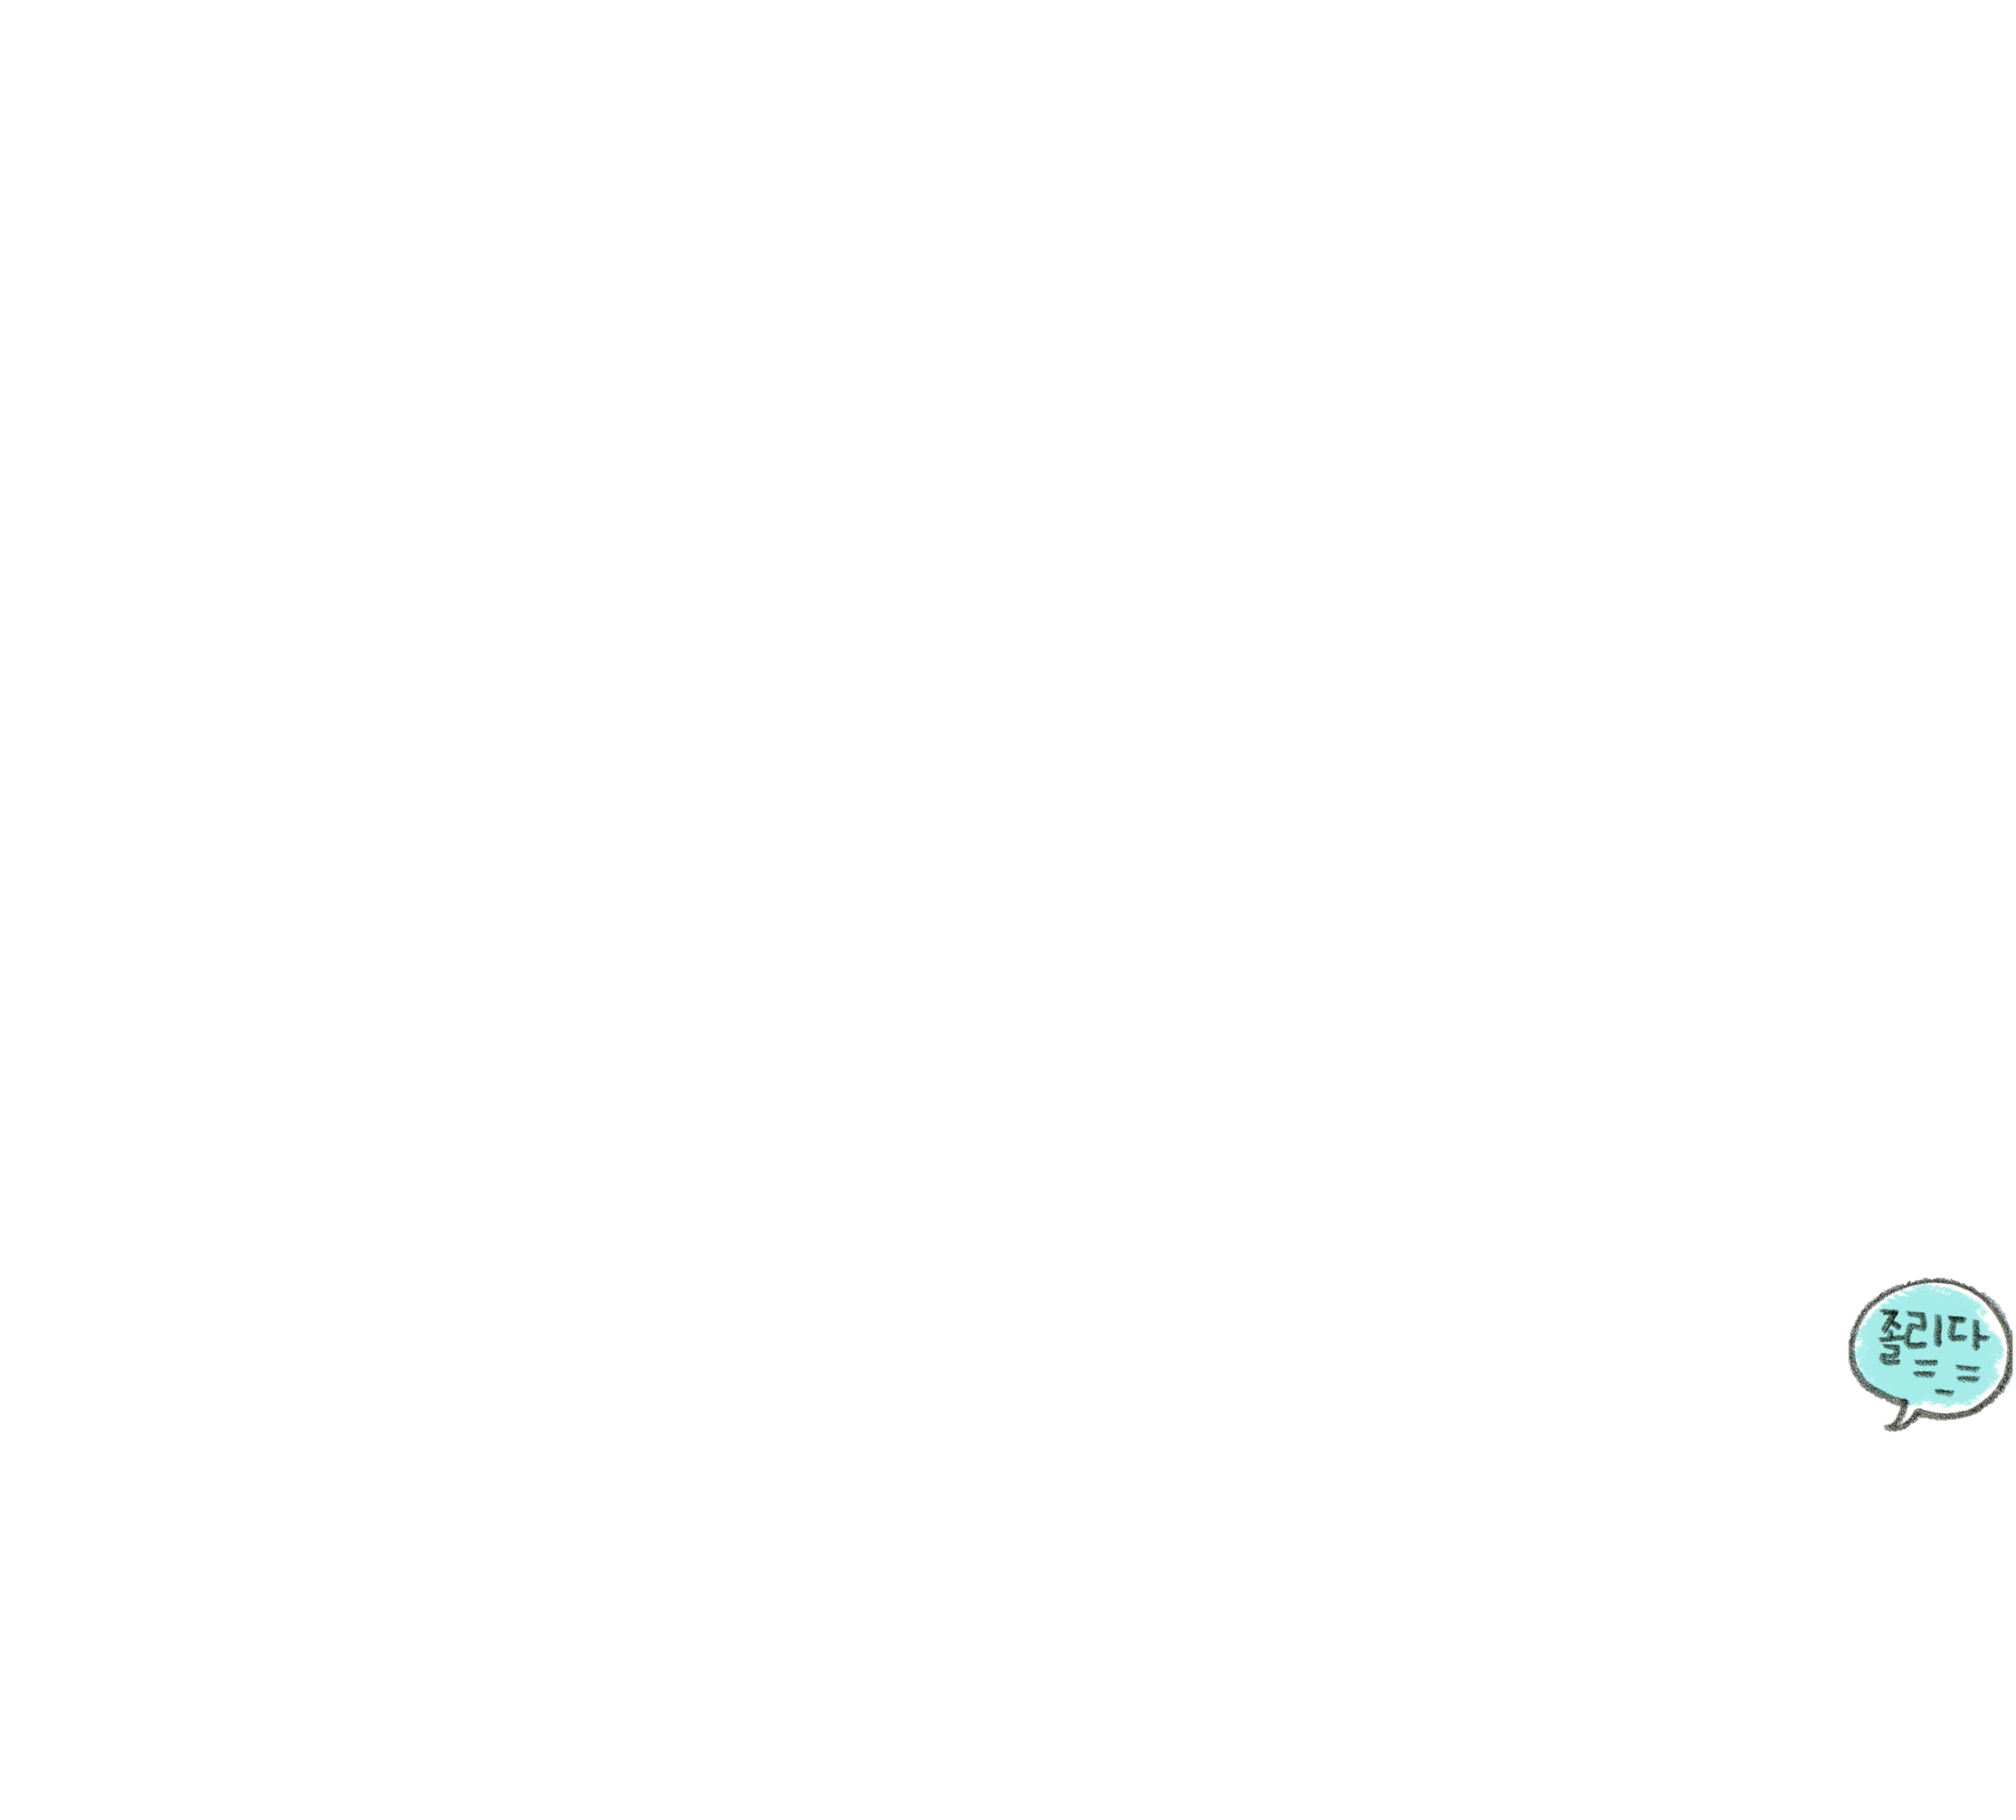 졸리다
= =
-